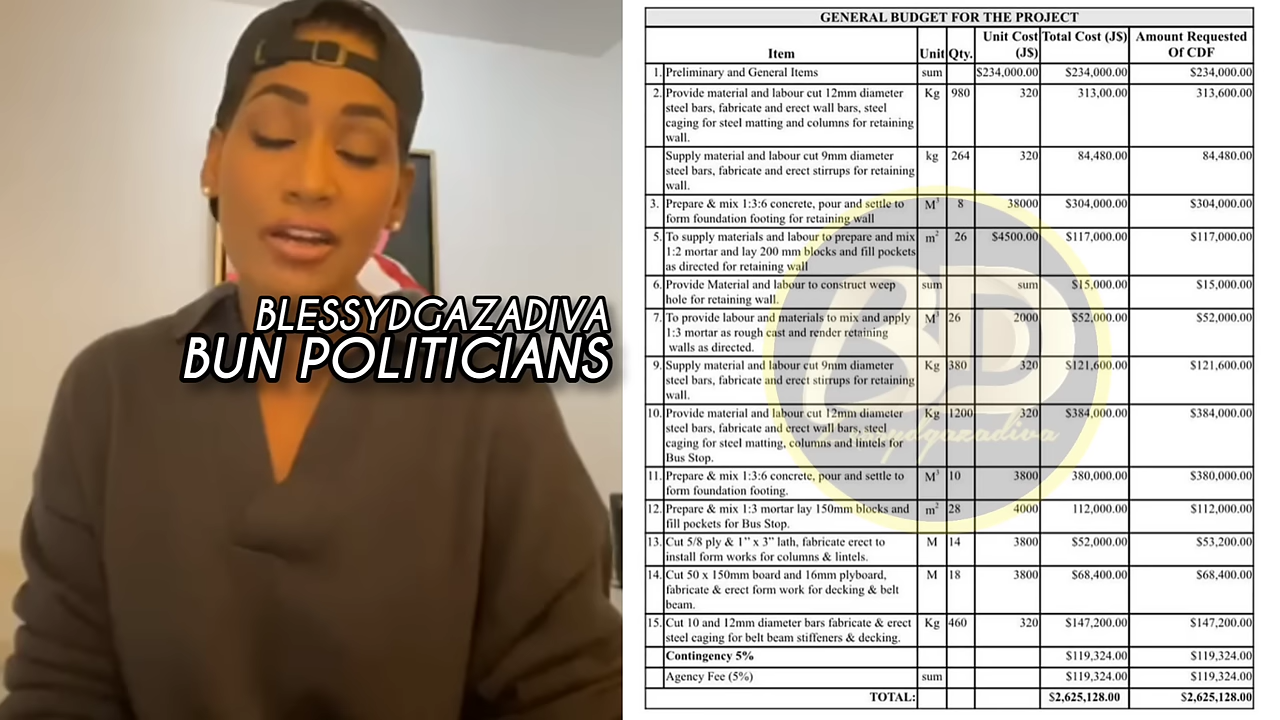 BLESSYDGAZADIVA
BUN POLITICIANS
GENERAL BUDGET FOR THE PROJECT
Item Unit Qty. Unit Cost (J$) Total Cost (J$) Amount Requested Of CDF
1. Preliminary and General Items sum $234,000.00 $234,000.00 $234,000.00
2. Provide material and labour cut 12mm diameter Kg 980 320 313,00.00 313,600.00
steel bars, fabricate and erect wall bars, steel
caging for steel matting and columns for retaining
wall.
Supply material and labour cut 9mm diameter kg 264 320 84,480.00 84,480.00
steel bars, fabricate and erect stirrups for retaining
wall.
3. Prepare & mix 1:3:6 concrete, pour and settle to M³ 8 38000 $304,000.00 $304,000.00
form foundation footing for retaining wall
5. To supply materials and labour to prepare and mix m² 26 $4500.00 $117,000.00 $117,000.00
1:2 mortar and lay 200 mm blocks and fill pockets
as directed for retaining wall
6. Provide Material and labour to construct weep sum sum $15,000.00 $15,000.00
hole for retaining wall.
7. To provide labour and materials to mix and apply M³ 26 2000 $52,000.00 $52,000.00
1:3 mortar as rough cast and render retaining
walls as directed.
9. Supply material and labour cut 9mm diameter Kg 380 320 $121,600.00 $121,600.00
steel bars, fabricate and erect stirrups for retaining
wall.
10. Provide material and labour cut 12mm diameter Kg 1200 320 $384,000.00 $384,000.00
steel bars, fabricate and erect wall bars, steel
caging for steel matting, columns and lintels for
Bus Stop.
11. Prepare & mix 1:3:6 concrete, pour and settle to M³ 10 3800 380,000.00 $380,000.00
form foundation footing.
12. Prepare & mix 1:3 mortar lay 150mm blocks and m² 28 4000 112,000.00 $112,000.00
fill pockets for Bus Stop.
13. Cut 5/8 ply & 1” x 3” lath, fabricate erect to M 14 3800 $52,000.00 $53,200.00
install form works for columns & lintels.
14. Cut 50 x 150mm board and 16mm plyboard, M 18 3800 $68,400.00 $68,400.00
fabricate & erect form work for decking & belt
beam.
15. Cut 10 and 12mm diameter bars fabricate & erect Kg 460 320 $147,200.00 $147,200.00
steel caging for belt beam stiffeners & decking.
Contingency 5% $119,324.00 $119,324.00
Agency Fee (5%) sum $119,324.00 $119,324.00
TOTAL: $2,625,128.00 $2,625,128.00
BD
blessydgazadiva